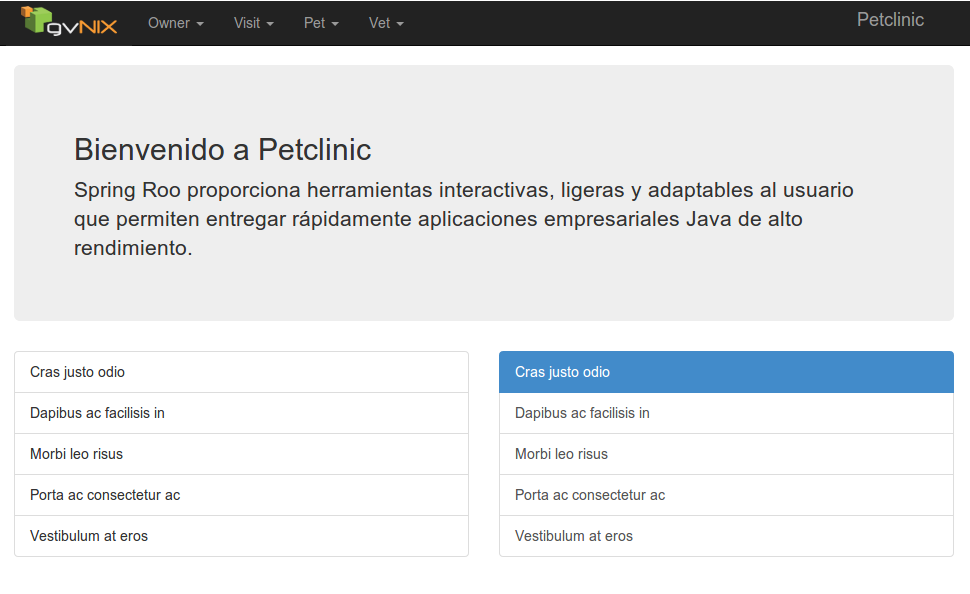 gvNIX Owner Visit Pet Vet Petclinic
Bienvenido a Petclinic
Spring Roo proporciona herramientas interactivas, ligeras y adaptables al usuario
que permiten entregar rápidamente aplicaciones empresariales Java de alto
rendimiento.
Cras justo odio
Dapibus ac facilisis in
Morbi leo risus
Porta ac consectetur ac
Vestibulum at eros
Cras justo odio
Dapibus ac facilisis in
Morbi leo risus
Porta ac consectetur ac
Vestibulum at eros